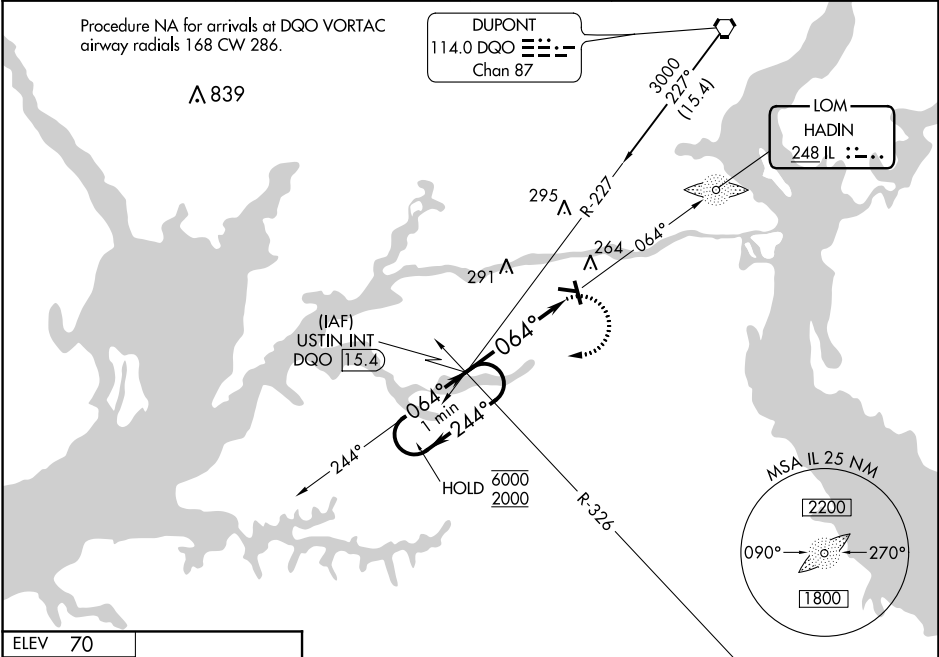 Procedure NA for arrivals at DQO VORTAC
airway radials 168 CW 286.
839
DUPONT
114.0 DQO
Chan 87
3000
227°
(15.4)
LOM
HADIN
248 IL
R-227
295
264
064°
291
(IAF)
USTIN INT
DQO 15.4
064°
064°
1 min
244°
244°
HOLD 6000
2000
R-326
MSA IL 25 NM
2200
090°
270°
1800
ELEV 70